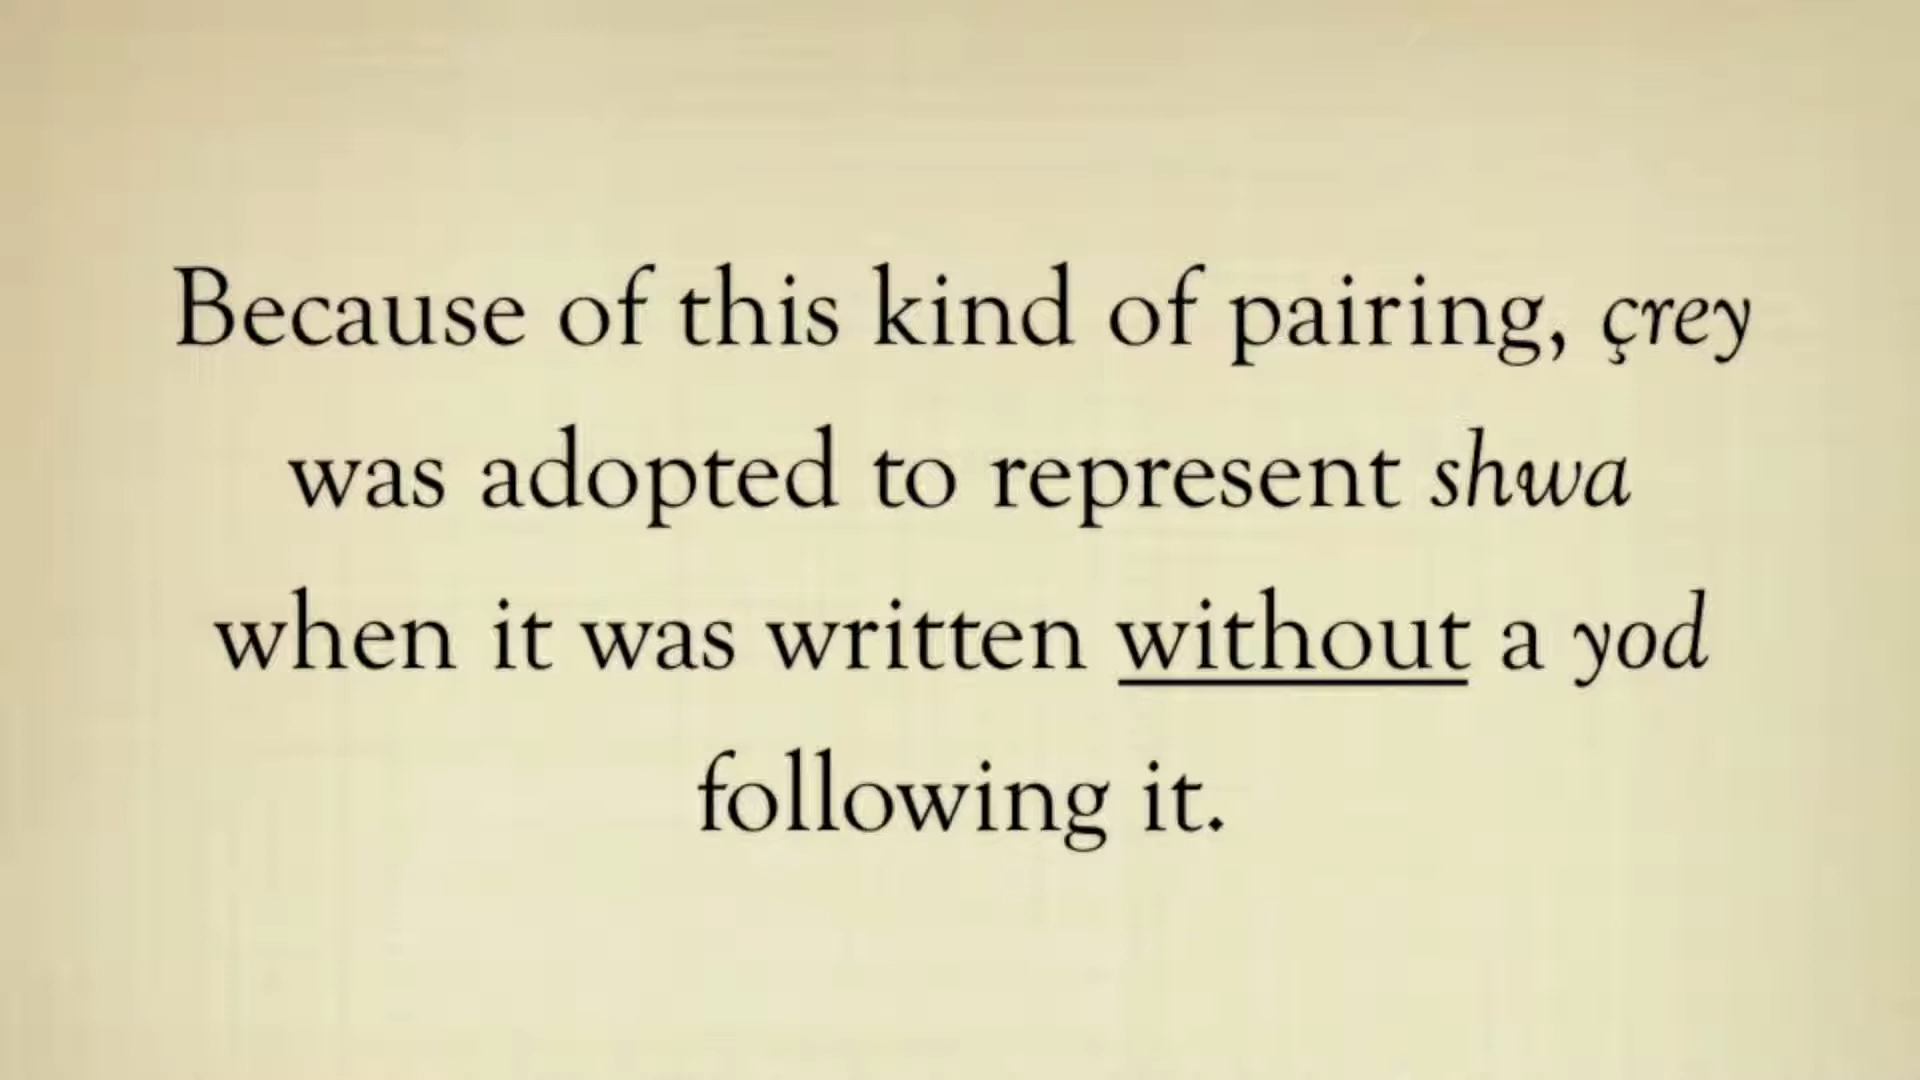 Because of this kind of pairing, çrey
was adopted to represent shwa
when it was written without a yod
following it.